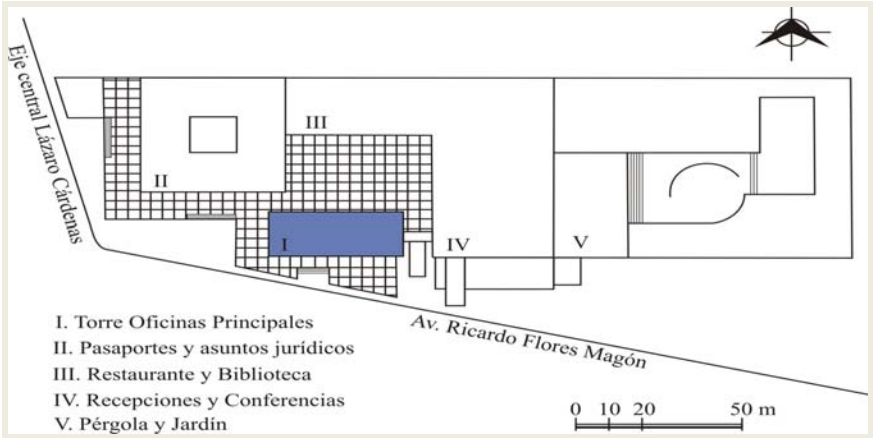 Eje central Lázaro Cárdenas
III
II
I
IV
V
Av. Ricardo Flores Magón
I. Torre Oficinas Principales
II. Pasaportes y asuntos jurídicos
III. Restaurante y Biblioteca
IV. Recepciones y Conferencias
V. Pérgola y Jardín
0 10 20 50 m